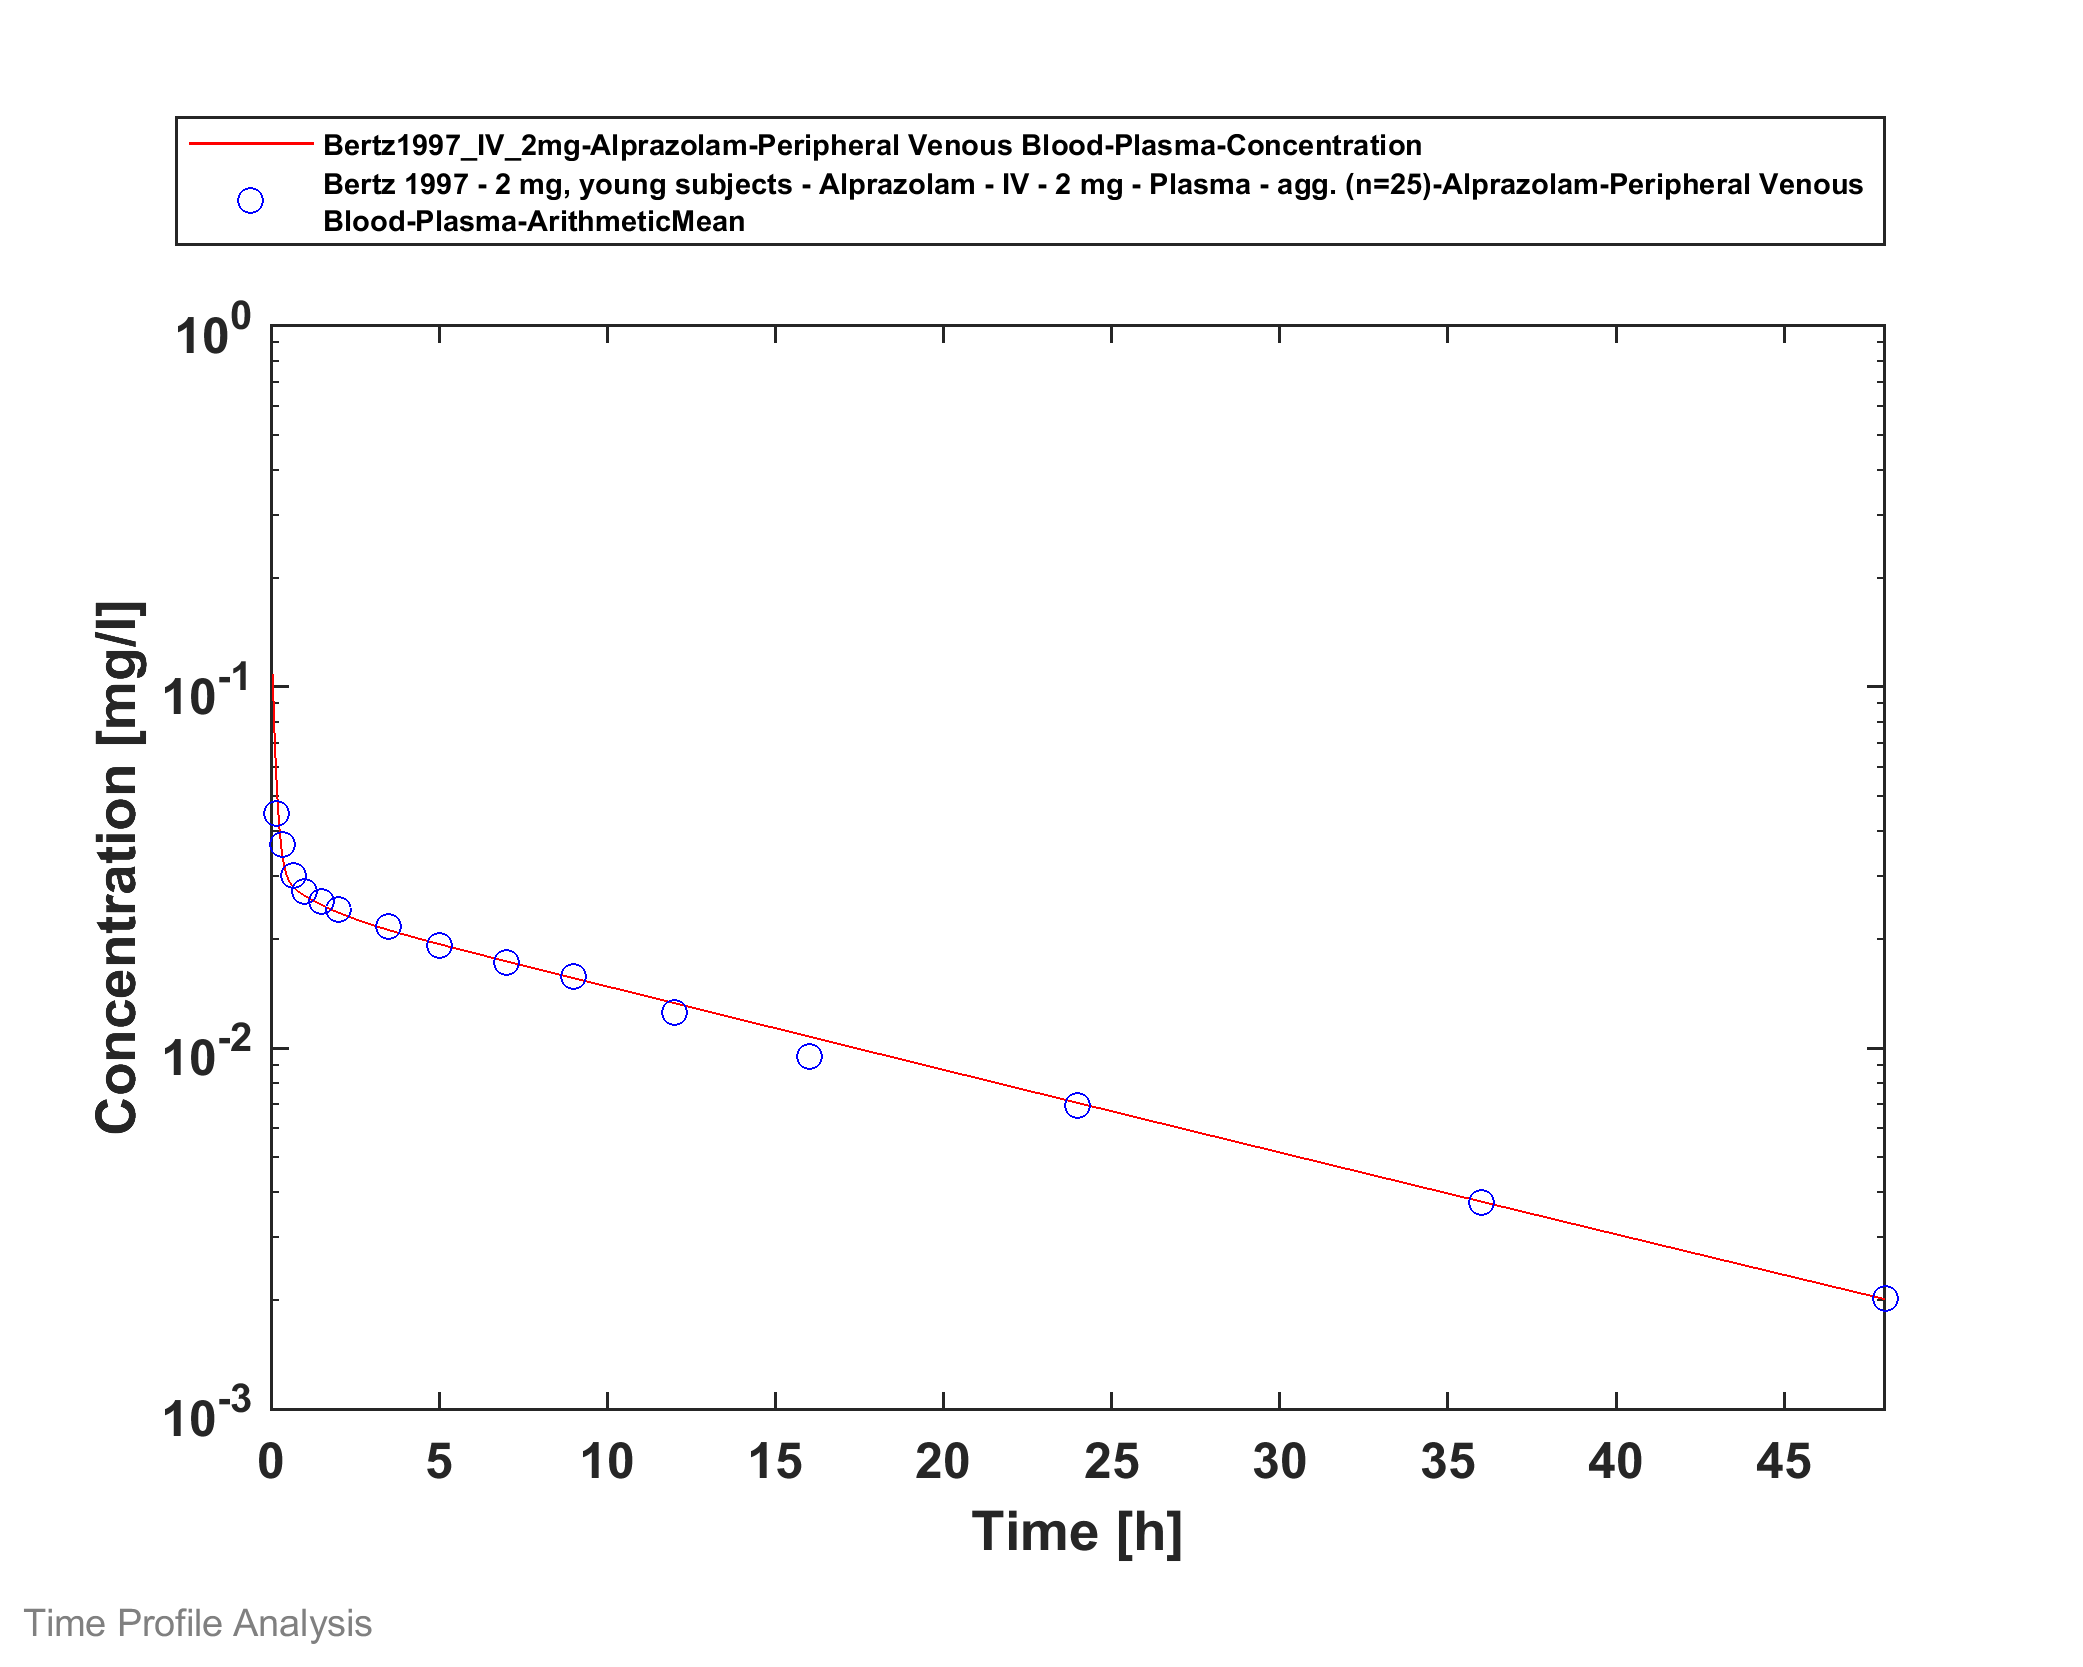 Bertz1997_IV_2mg-Alprazolam-Peripheral Venous Blood-Plasma-Concentration
Bertz 1997 - 2 mg, young subjects - Alprazolam - IV - 2 mg - Plasma - agg. (n=25)-Alprazolam-Peripheral Venous
Blood-Plasma-ArithmeticMean
10^0
10^-1
10^-2
10^-3
Concentration [mg/l]
0 5 10 15 20 25 30 35 40 45
Time [h]
Time Profile Analysis